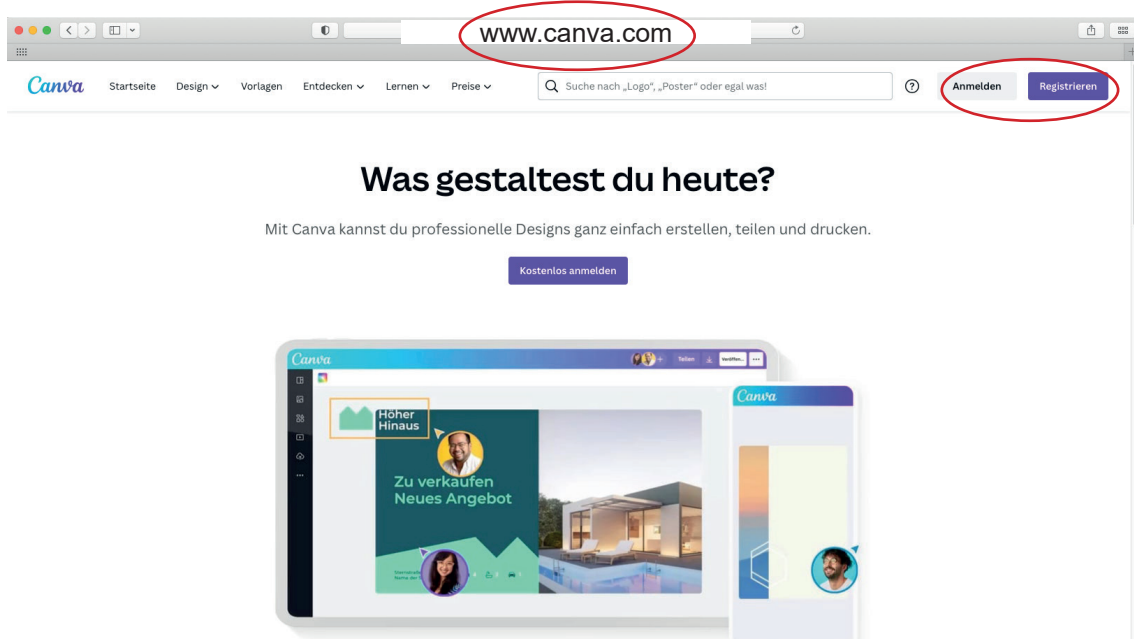 www.canva.com
Canva Startseite Design Vorlagen Entdecken Lernen Preise Suche nach „Logo“, „Poster“ oder egal was! Anmelden Registrieren
Was gestaltest du heute?
Mit Canva kannst du professionelle Designs ganz einfach erstellen, teilen und drucken.
Kostenlos anmelden
Canva Teilen Veröffen...
Höher
Hinaus
Zu verkaufen
Neues Angebot
Canva